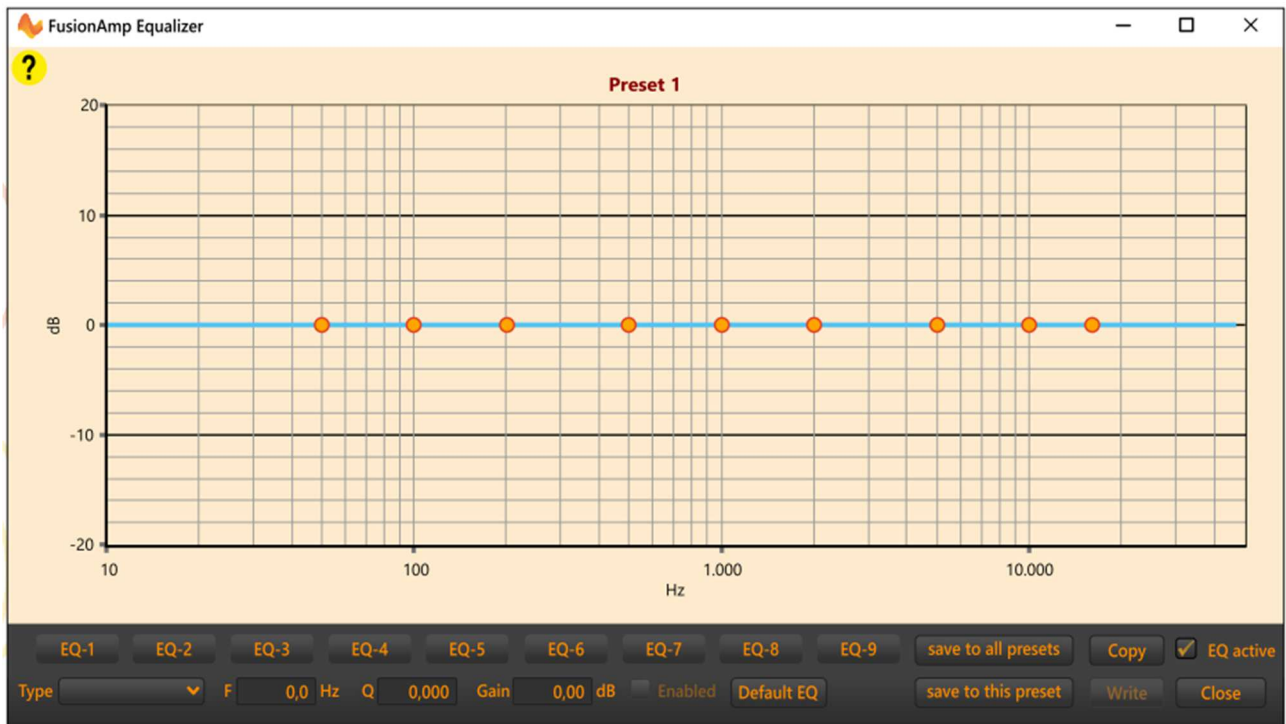 FusionAmp Equalizer
?
Preset 1
20
10
0
-10
-20
dB
10 100 1.000 10.000
Hz
EQ-1 EQ-2 EQ-3 EQ-4 EQ-5 EQ-6 EQ-7 EQ-8 EQ-9 save to all presets Copy EQ active
Type F 0,0 Hz Q 0,000 Gain 0,00 dB Enabled Default EQ save to this preset Write Close